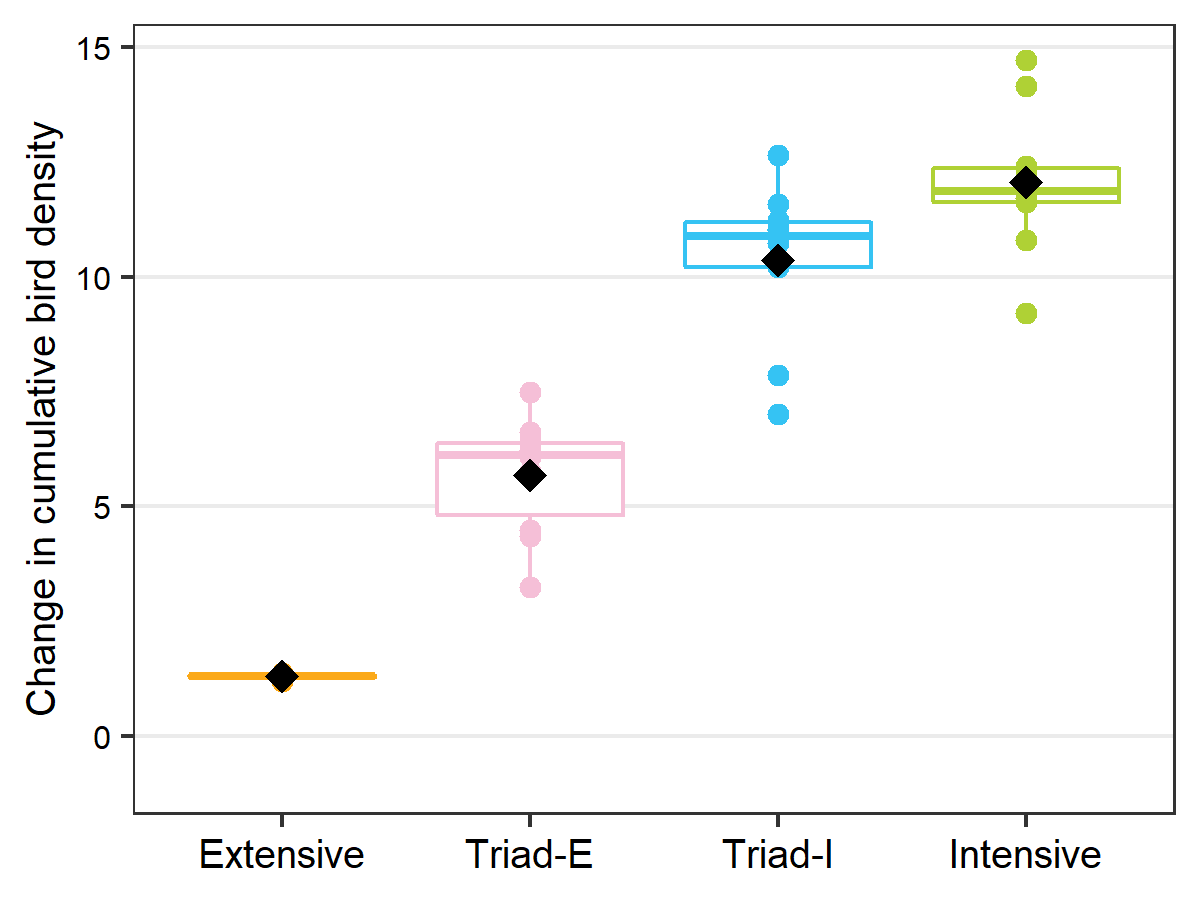 Change in cumulative bird density
15
10
5
0
Extensive
Triad-E
Triad-I
Intensive